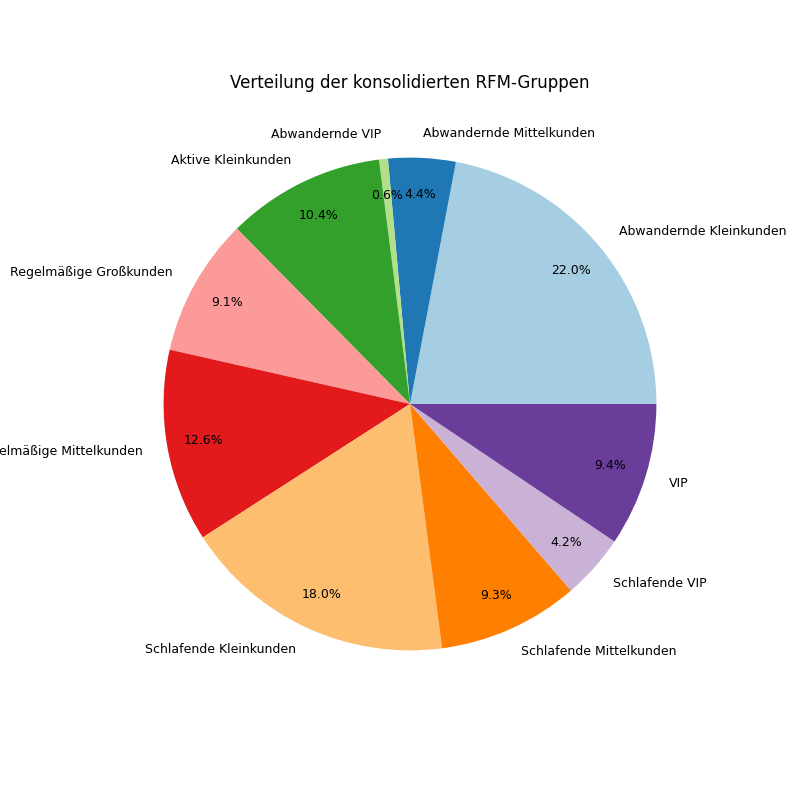 Verteilung der konsolidierten RFM-Gruppen
Abwandernde VIP
Abwandernde Mittelkunden
Aktive Kleinkunden
0.6%
4.4%
10.4%
Abwandernde Kleinkunden
22.0%
Regelmäßige Großkunden
9.1%
12.6%
elmäßige Mittelkunden
9.4%
VIP
4.2%
Schlafende VIP
18.0%
9.3%
Schlafende Kleinkunden
Schlafende Mittelkunden